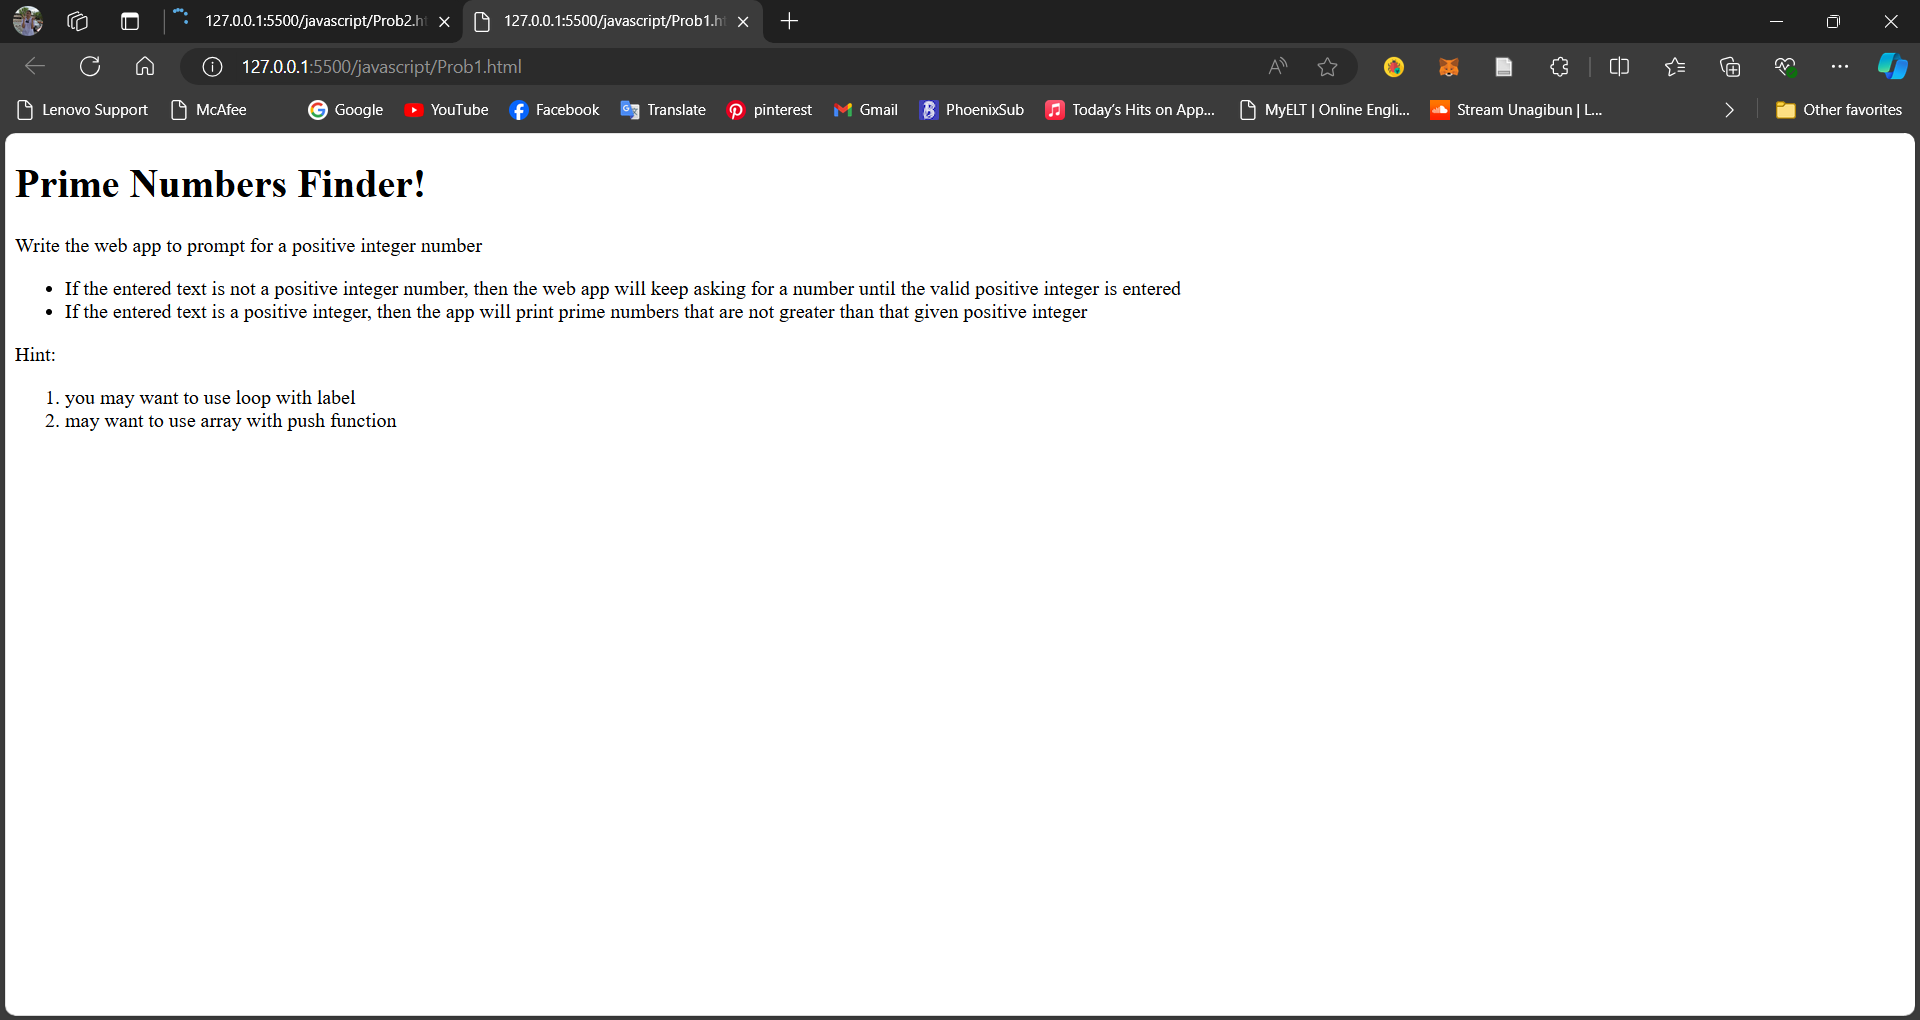 127.0.0.1:5500/javascript/Prob2.h
127.0.0.1:5500/javascript/Prob1.h
127.0.0.1:5500/javascript/Prob1.html
Lenovo Support McAfee Google YouTube Facebook Translate pinterest Gmail PhoenixSub Today's Hits on App... MyELT | Online Engli... Stream Unagibun | L... Other favorites
Prime Numbers Finder!
Write the web app to prompt for a positive integer number
• If the entered text is not a positive integer number, then the web app will keep asking for a number until the valid positive integer is entered
• If the entered text is a positive integer, then the app will print prime numbers that are not greater than that given positive integer
Hint:
1. you may want to use loop with label
2. may want to use array with push function